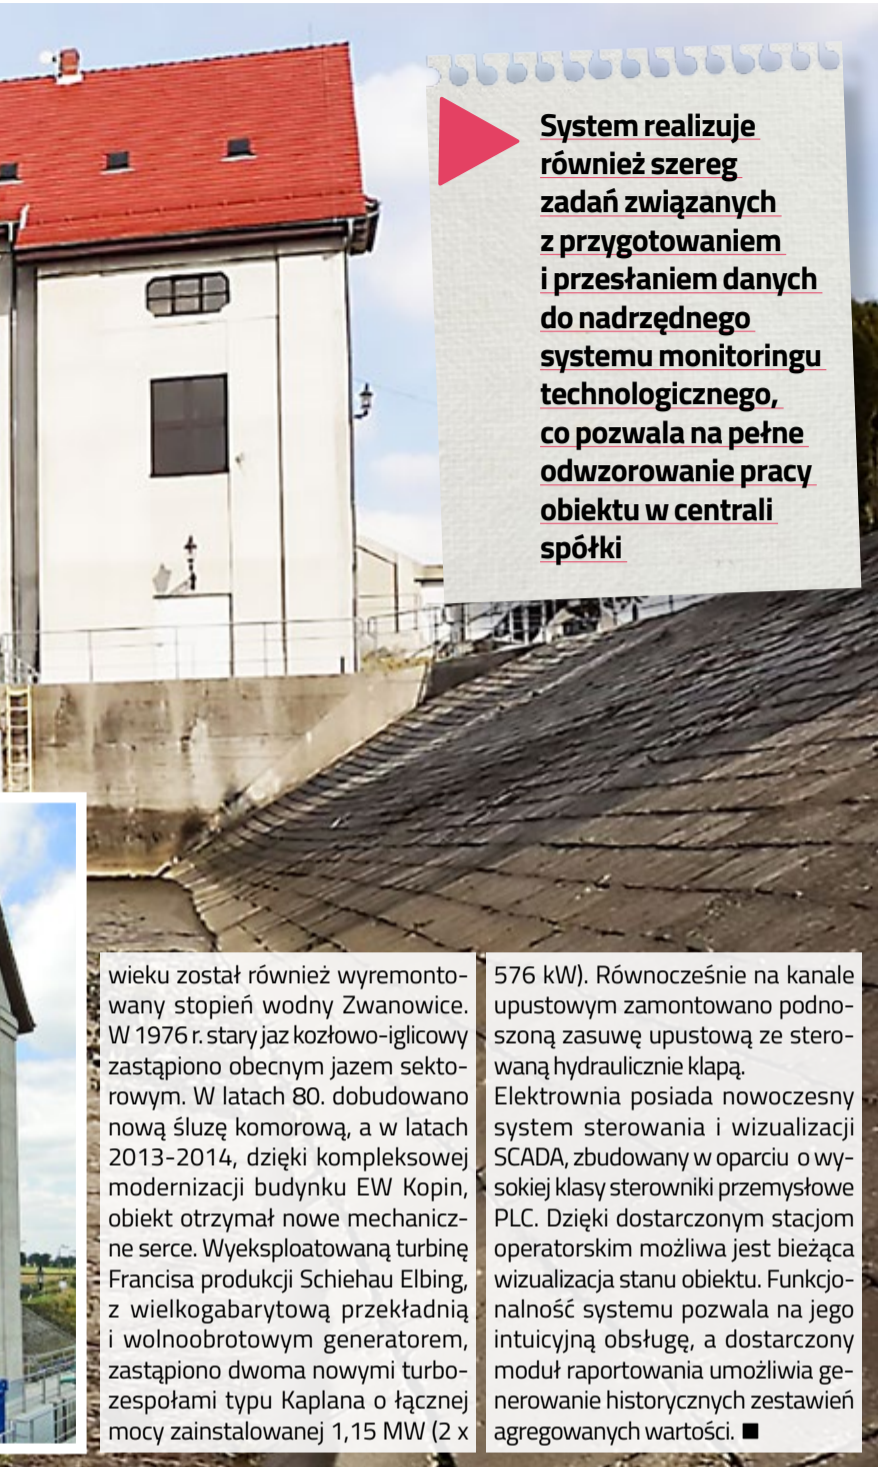 System realizuje
również szereg
zadań związanych
z przygotowaniem
i przesłaniem danych
do nadrzędnego
systemu monitoringu
technologicznego,
co pozwala na pełne
odwzorowanie pracy
obiektu w centrali
spółki
wieku został również wyremonto-
wany stopień wodny Zwanowice.
W 1976 r. stary jaz kozłowo-iglicowy
zastąpiono obecnym jazem sekto-
rowym. W latach 80. dobudowano
nową śluzę komorową, a w latach
2013-2014, dzięki kompleksowej
modernizacji budynku EW Kopin,
obiekt otrzymał nowe mechanicz-
ne serce. Wyeksploatowaną turbinę
Francisa produkcji Schiehau Elbing,
z wielkogabarytową przekładnią
i wolnoobrotowym generatorem,
zastąpiono dwoma nowymi turbo-
zespołami typu Kaplana o łącznej
mocy zainstalowanej 1,15 MW (2 x
576 kW). Równocześnie na kanale
upustowym zamontowano podno-
szoną zasuwę upustową ze stero-
waną hydraulicznie klapą.
Elektrownia posiada nowoczesny
system sterowania i wizualizacji
SCADA, zbudowany w oparciu o wy-
sokiej klasy sterowniki przemysłowe
PLC. Dzięki dostarczonym stacjom
operatorskim możliwa jest bieżąca
wizualizacja stanu obiektu. Funkcjo-
nalność systemu pozwala na jego
intuicyjną obsługę, a dostarczony
moduł raportowania umożliwia ge-
nerowanie historycznych zestawień
agregowanych wartości. ■